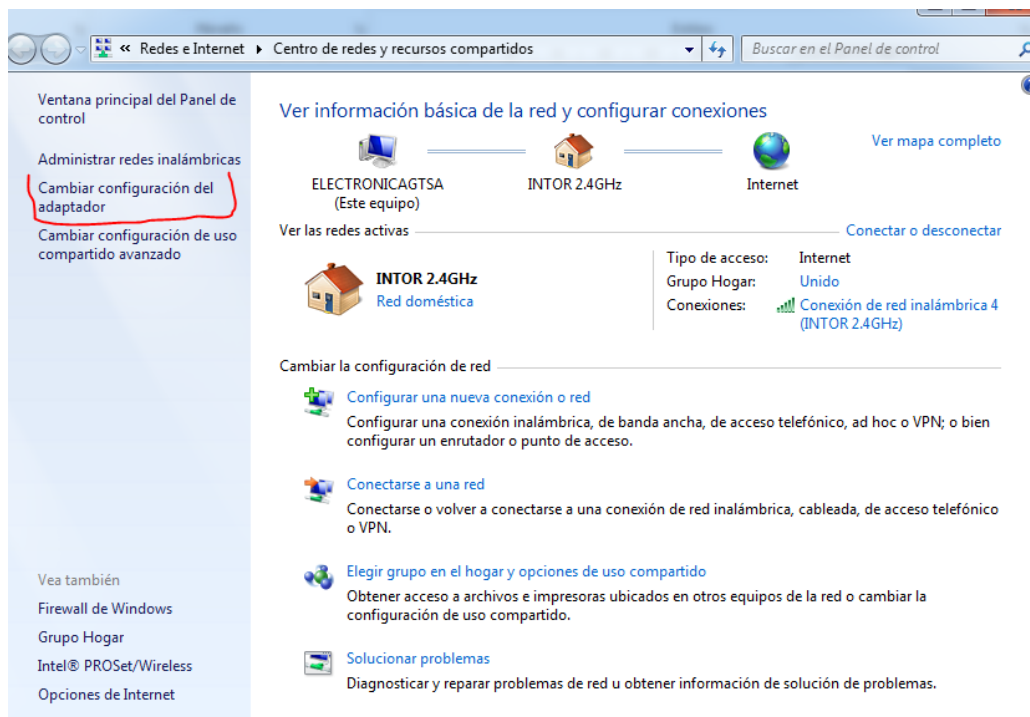 « Redes e Internet ▸ Centro de redes y recursos compartidos
Buscar en el Panel de control
Ventana principal del Panel de
control
Administrar redes inalámbricas
Cambiar configuración del
adaptador
Cambiar configuración de uso
compartido avanzado
Ver información básica de la red y configurar conexiones
Ver mapa completo
ELECTRONICAGTSA
(Este equipo)
INTOR 2.4GHz
Internet
Ver las redes activas
Conectar o desconectar
INTOR 2.4GHz
Red doméstica
Tipo de acceso: Internet
Grupo Hogar: Unido
Conexiones: Conexión de red inalámbrica 4
(INTOR 2.4GHz)
Cambiar la configuración de red
Configurar una nueva conexión o red
Configurar una conexión inalámbrica, de banda ancha, de acceso telefónico, ad hoc o VPN; o bien
configurar un enrutador o punto de acceso.
Conectarse a una red
Conectarse o volver a conectarse a una conexión de red inalámbrica, cableada, de acceso telefónico
o VPN.
Elegir grupo en el hogar y opciones de uso compartido
Obtener acceso a archivos e impresoras ubicados en otros equipos de la red o cambiar la
configuración de uso compartido.
Solucionar problemas
Diagnosticar y reparar problemas de red u obtener información de solución de problemas.
Vea también
Firewall de Windows
Grupo Hogar
Intel® PROSet/Wireless
Opciones de Internet